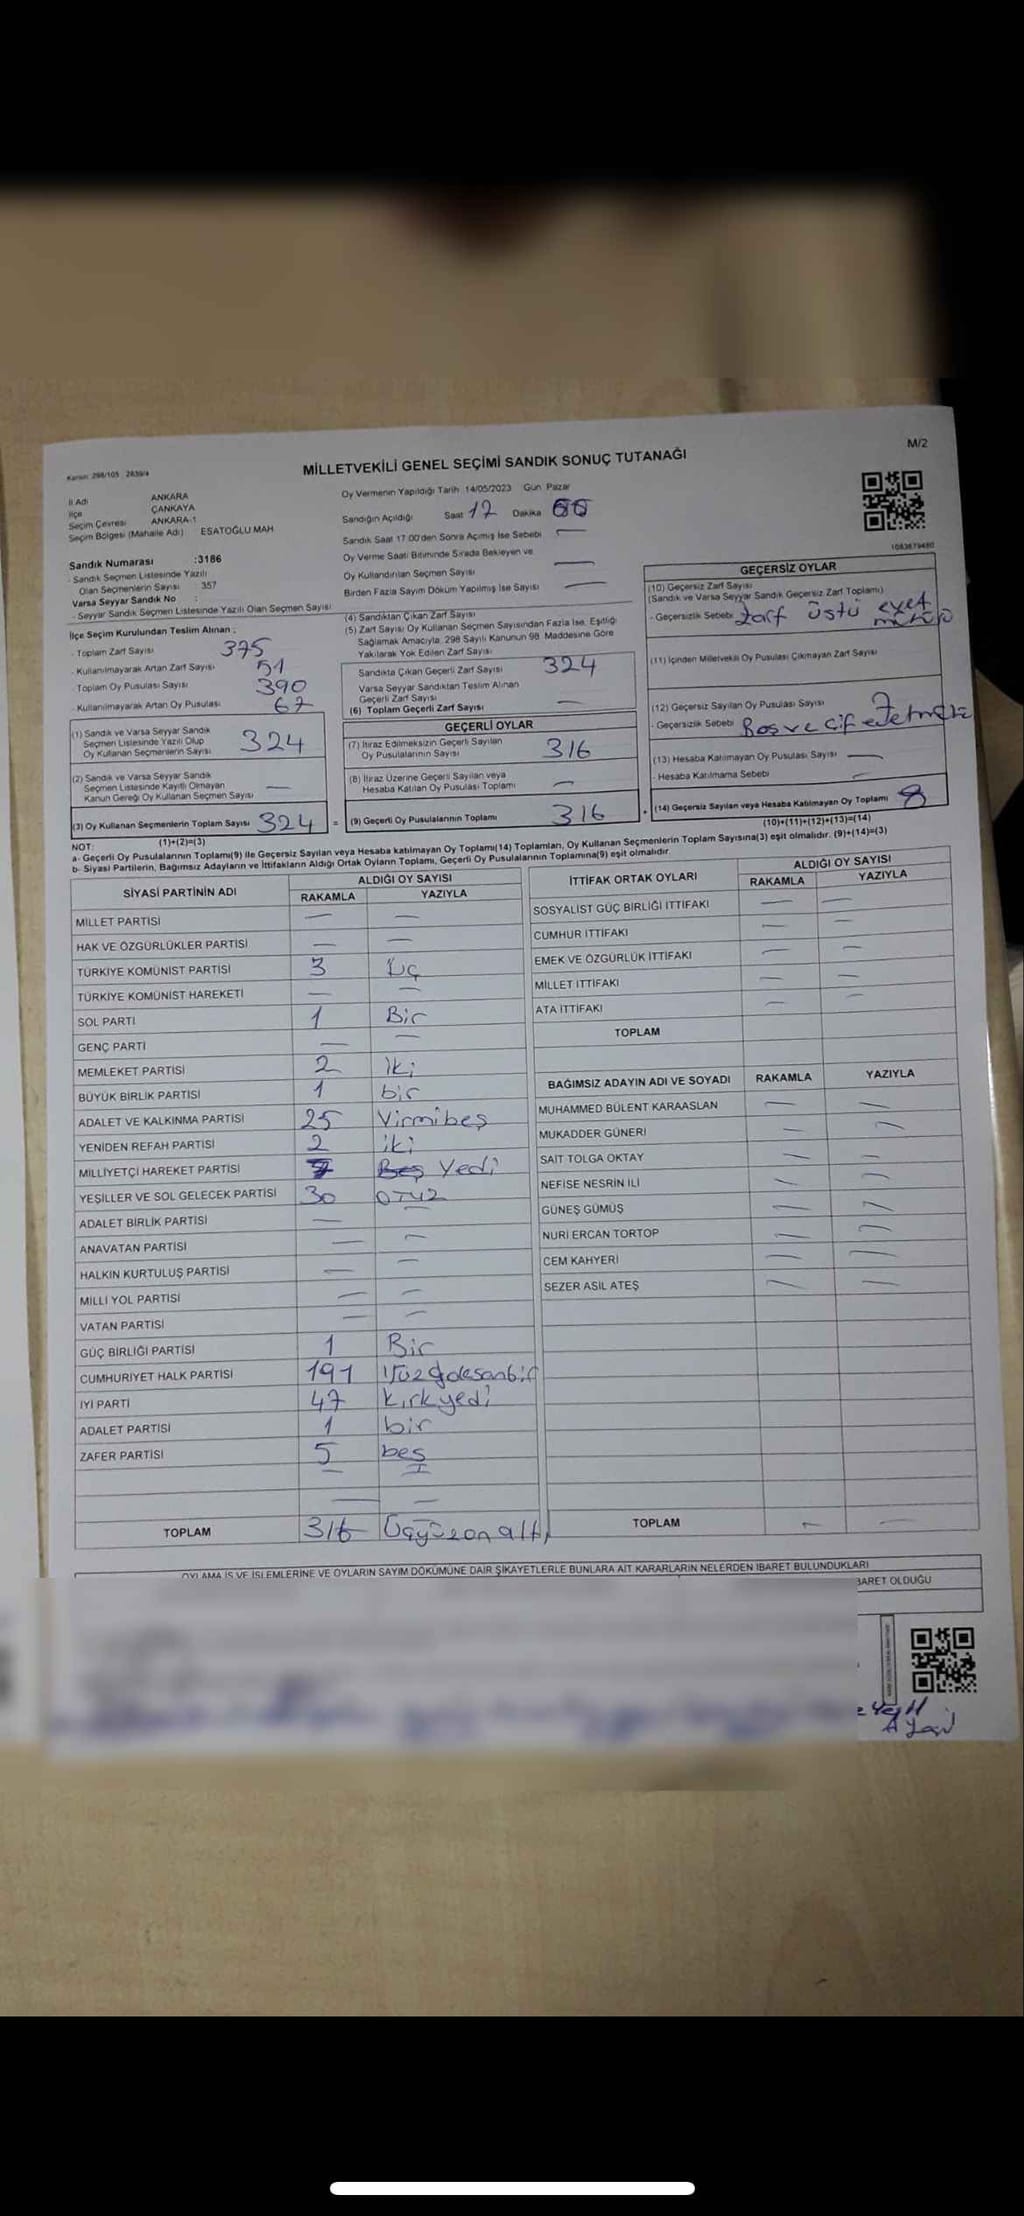 M/2
Kanun: 298/105 2839/4
MİLLETVEKİLİ GENEL SEÇİMİ SANDIK SONUÇ TUTANAĞI
İl Adı ANKARA
İlçe ÇANKAYA
Seçim Çevresi ANKARA-1
Seçim Bölgesi (Mahalle Adı) ESATOĞLU MAH
Sandık Numarası :3186
- Sandık Seçmen Listesinde Yazılı
Olan Seçmenlerin Sayısı : 357
Varsa Seyyar Sandık No :
- Seyyar Sandık Seçmen Listesinde Yazılı Olan Seçmen Sayısı
İlçe Seçim Kurulundan Teslim Alınan ;
- Toplam Zarf Sayısı 375
- Kullanılmayarak Artan Zarf Sayısı 51
- Toplam Oy Pusulası Sayısı 390
- Kullanılmayarak Artan Oy Pusulası 67
(1) Sandık ve Varsa Seyyar Sandık
Seçmen Listesinde Yazılı Olup
Oy Kullanan Seçmenlerin Sayısı 324
(2) Sandık ve Varsa Seyyar Sandık
Seçmen Listesinde Kayıtlı Olmayan
Kanun Gereği Oy Kullanan Seçmen Sayısı —
(3) Oy Kullanan Seçmenlerin Toplam Sayısı 324 =
(1)+(2)=(3)
Oy Vermenin Yapıldığı Tarih 14/05/2023 Gün Pazar
Sandığın Açıldığı Saat 17 Dakika 00
Sandık Saat 17.00'den Sonra Açımış İse Sebebi —
Oy Verme Saati Bitiminde Sırada Bekleyen ve
Oy Kullandırılan Seçmen Sayısı —
Birden Fazla Sayım Döküm Yapılmış İse Sayısı —
(4) Sandıktan Çıkan Zarf Sayısı
(5) Zarf Sayısı Oy Kullanan Seçmen Sayısından Fazla İse, Eşitliği
Sağlamak Amacıyla, 298 Sayılı Kanunun 98. Maddesine Göre
Yakılarak Yok Edilen Zarf Sayısı
Sandıkta Çıkan Geçerli Zarf Sayısı 324
Varsa Seyyar Sandıktan Teslim Alınan
Geçerli Zarf Sayısı —
(6) Toplam Geçerli Zarf Sayısı —
GEÇERLİ OYLAR
(7) İtiraz Edilmeksizin Geçerli Sayılan
Oy Pusulalarının Sayısı 316
(8) İtiraz Üzerine Geçerli Sayılan veya
Hesaba Katılan Oy Pusulası Toplamı —
(9) Geçerli Oy Pusulalarının Toplamı 316 +
1083879480
GEÇERSİZ OYLAR
(10) Geçersiz Zarf Sayısı
(Sandık ve Varsa Seyyar Sandık Geçersiz Zarf Toplamı)
- Geçersizlik Sebebi Zarf üstü evet
(11) İçinden Milletvekili Oy Pusulası Çıkmayan Zarf Sayısı
(12) Geçersiz Sayılan Oy Pusulası Sayısı 7
- Geçersizlik Sebebi Boş ve
(13) Hesaba Katılmayan Oy Pusulası Sayısı —
- Hesaba Katılmama Sebebi —
(14) Geçersiz Sayılan veya Hesaba Katılmayan Oy Toplamı 8
(10)+(11)+(12)+(13)=(14)
NOT:
a- Geçerli Oy Pusulalarının Toplamı(9) ile Geçersiz Sayılan veya Hesaba katılmayan Oy Toplamı(14) Toplamları, Oy Kullanan Seçmenlerin Toplam Sayısına(3) eşit olmalıdır. (9)+(14)=(3)
b- Siyasi Partilerin, Bağımsız Adayların ve İttifakların Aldığı Ortak Oyların Toplamı, Geçerli Oy Pusulalarının Toplamına(9) eşit olmalıdır.
SİYASİ PARTİNİN ADI ALDIĞI OY SAYISI
RAKAMLA YAZIYLA
MİLLET PARTİSİ — —
HAK VE ÖZGÜRLÜKLER PARTİSİ — —
TÜRKİYE KOMÜNİST PARTİSİ 3 Üç
TÜRKİYE KOMÜNİST HAREKETİ — —
SOL PARTİ 1 Bir
GENÇ PARTİ — —
MEMLEKET PARTİSİ 2 iki
BÜYÜK BİRLİK PARTİSİ 1 bir
ADALET VE KALKINMA PARTİSİ 25 Yirmibeş
YENİDEN REFAH PARTİSİ 2 iki
MİLLİYETÇİ HAREKET PARTİSİ 7 Beş Yedi
YEŞİLLER VE SOL GELECEK PARTİSİ 30 OTUZ
ADALET BİRLİK PARTİSİ —
ANAVATAN PARTİSİ — —
HALKIN KURTULUŞ PARTİSİ — —
MİLLİ YOL PARTİSİ — —
VATAN PARTİSİ — —
GÜÇ BİRLİĞİ PARTİSİ 1 Bir
CUMHURİYET HALK PARTİSİ 191 Yüzdoksanbir
İYİ PARTİ 47 Kırkyedi
ADALET PARTİSİ 1 bir
ZAFER PARTİSİ 5 beş
TOPLAM 316 Üçyüzonaltı
İTTİFAK ORTAK OYLARI ALDIĞI OY SAYISI
RAKAMLA YAZIYLA
SOSYALİST GÜÇ BİRLİĞİ İTTİFAKI — —
CUMHUR İTTİFAKI — —
EMEK VE ÖZGÜRLÜK İTTİFAKI — —
MİLLET İTTİFAKI — —
ATA İTTİFAKI — —
TOPLAM
BAĞIMSIZ ADAYIN ADI VE SOYADI RAKAMLA YAZIYLA
MUHAMMED BÜLENT KARAASLAN — —
MUKADDER GÜNERİ — —
SAİT TOLGA OKTAY — —
NEFİSE NESRİN İLİ — —
GÜNEŞ GÜMÜŞ — —
NURİ ERCAN TORTOP — —
CEM KAHYERİ — —
SEZER ASİL ATEŞ — —
TOPLAM — —
OYLAMA İŞ VE İŞLEMLERİNE VE OYLARIN SAYIM DÖKÜMÜNE DAİR ŞİKAYETLERLE BUNLARA AİT KARARLARIN NELERDEN İBARET BULUNDUKLARI
BARET OLDUĞU